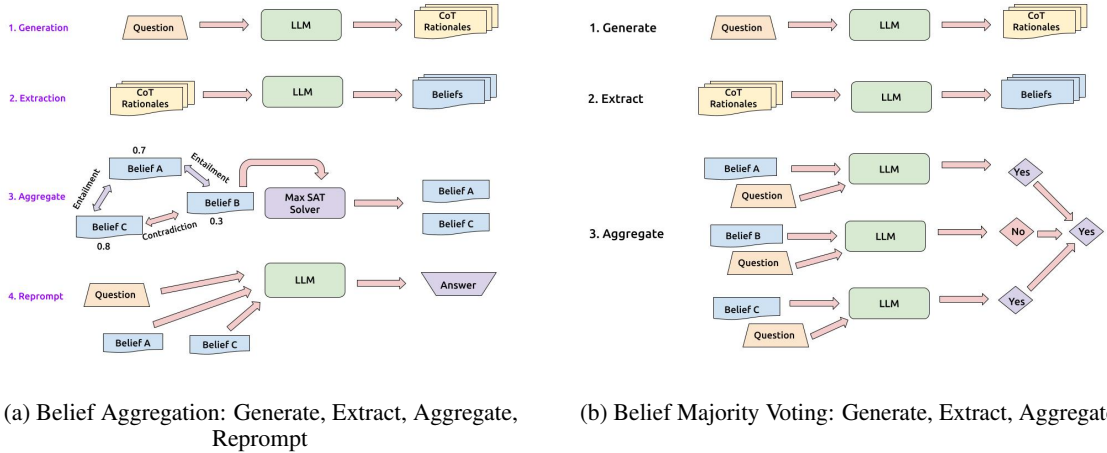 1. Generation
Question
LLM
CoT
Rationales
2. Extraction
CoT
Rationales
LLM
Beliefs
3. Aggregate
0.7
Belief A
Entailment
Entailment
Belief B
0.3
Belief C
0.8
Contradiction
Max SAT
Solver
Belief A
Belief C
4. Reprompt
Question
Belief A
Belief C
LLM
Answer
(a) Belief Aggregation: Generate, Extract, Aggregate,
Reprompt
1. Generate
Question
LLM
CoT
Rationales
2. Extract
CoT
Rationales
LLM
Beliefs
3. Aggregate
Belief A
Question
LLM
Yes
Belief B
Question
LLM
No
Yes
Belief C
Question
LLM
Yes
(b) Belief Majority Voting: Generate, Extract, Aggregat